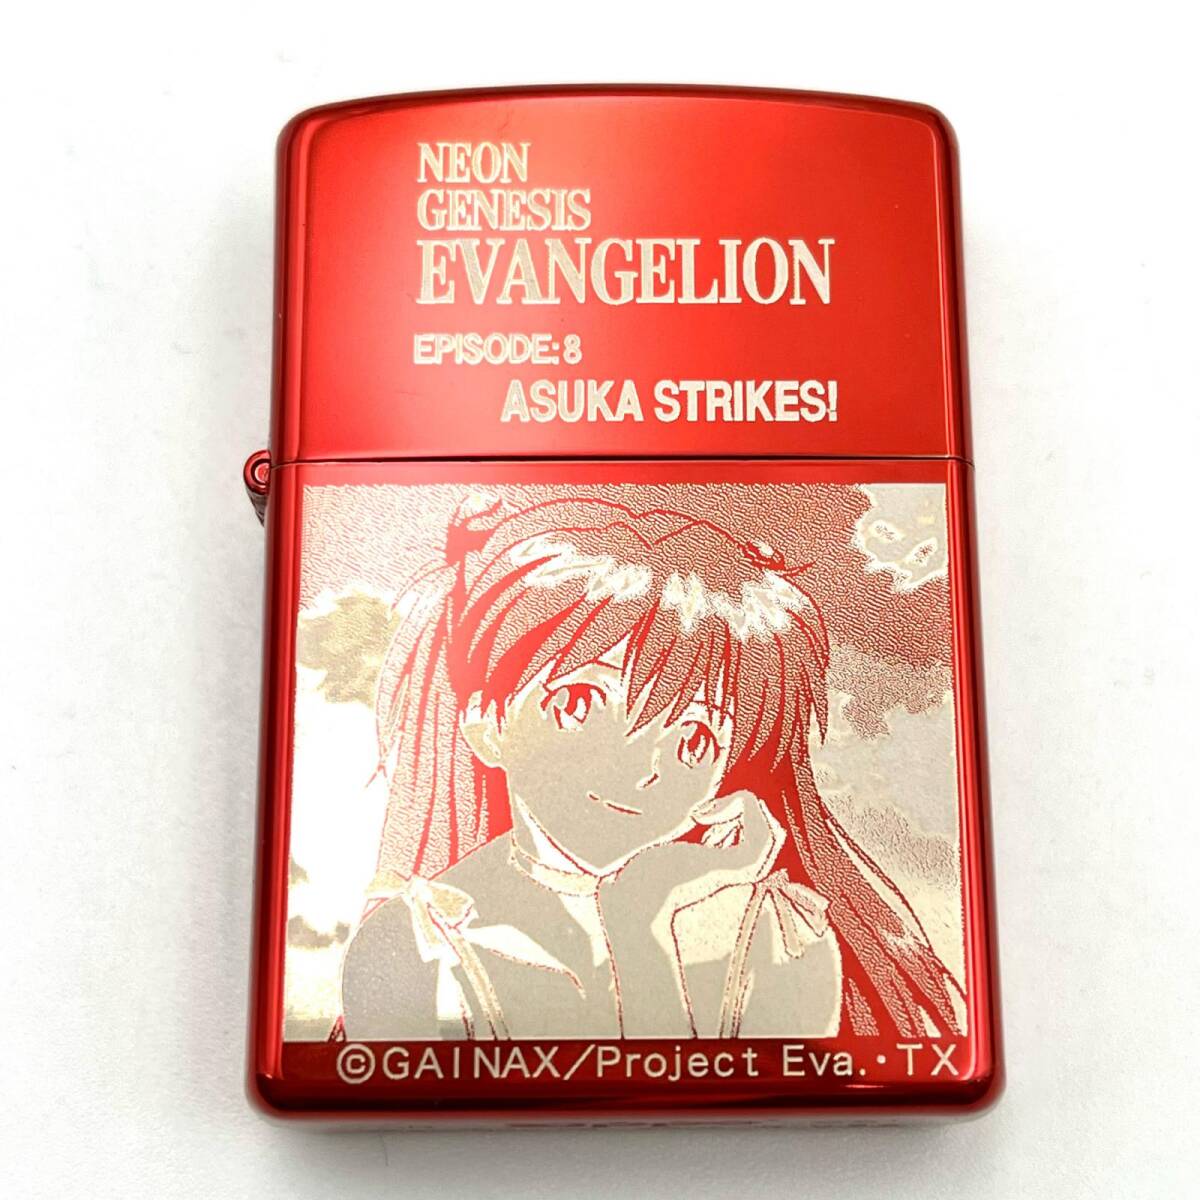 NEON
GENESIS
EVANGELION
EPISODE:8
ASUKA STRIKES!
©GAINAX/Project Eva.・TX